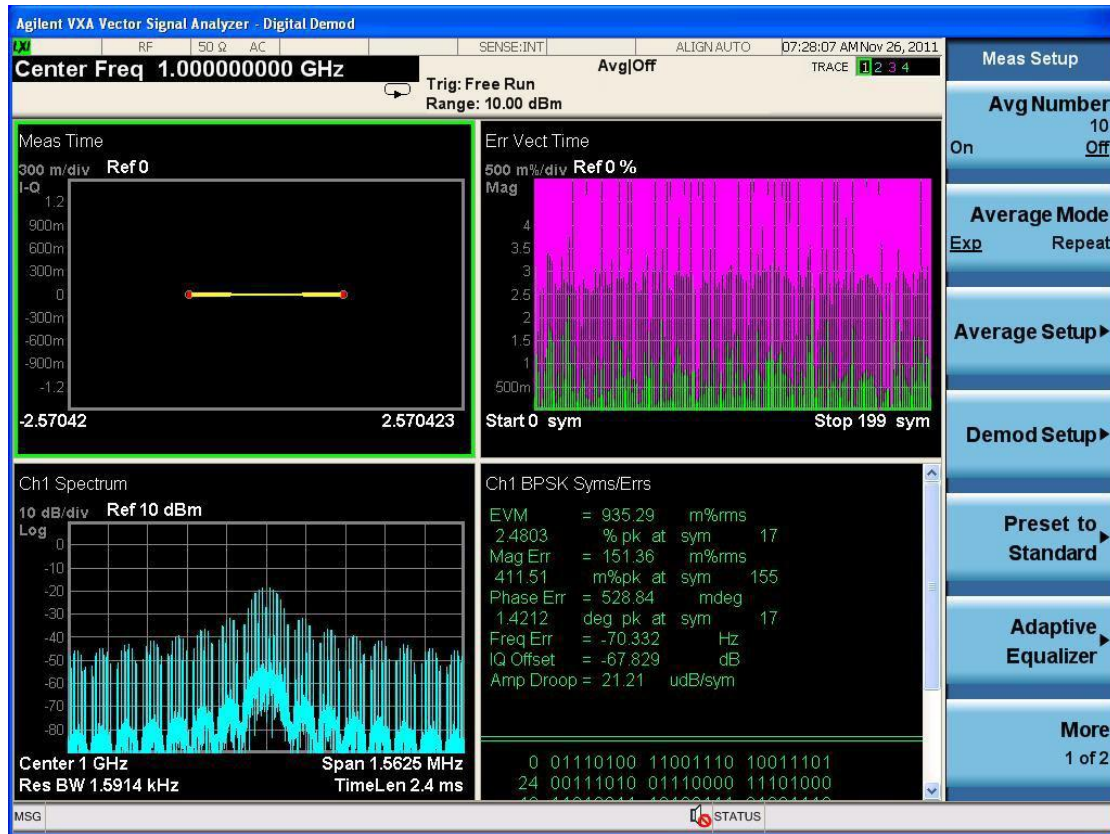 Agilent VXA Vector Signal Analyzer - Digital Demod
LXI RF 50 Ω AC SENSE:INT ALIGN AUTO 07:28:07 AM Nov 26, 2011
Center Freq 1.000000000 GHz
Avg|Off
TRACE 1 2 3 4
Trig: Free Run
Range: 10.00 dBm
Meas Time
300 m/div Ref 0
I-Q
1.2
900m
600m
300m
0
-300m
-600m
-900m
-1.2
-2.57042 2.570423
Err Vect Time
500 m%/div Ref 0 %
Mag
4
3.5
3
2.5
2
1.5
1
500m
Start 0 sym Stop 199 sym
Ch1 Spectrum
10 dB/div Ref 10 dBm
Log
0
-10
-20
-30
-40
-50
-60
-70
-80
Center 1 GHz Span 1.5625 MHz
Res BW 1.5914 kHz TimeLen 2.4 ms
Ch1 BPSK Syms/Errs
EVM = 935.29 m%rms
2.4803 % pk at sym 17
Mag Err = 151.36 m%rms
411.51 m%pk at sym 155
Phase Err = 528.84 mdeg
1.4212 deg pk at sym 17
Freq Err = -70.332 Hz
IQ Offset = -67.829 dB
Amp Droop = 21.21 udB/sym
0 01110100 11001110 10011101
24 00111010 01110000 11101000
Meas Setup
Avg Number
10
On Off
Average Mode
Exp Repeat
Average Setup
Demod Setup
Preset to
Standard
Adaptive
Equalizer
More
1 of 2
MSG STATUS